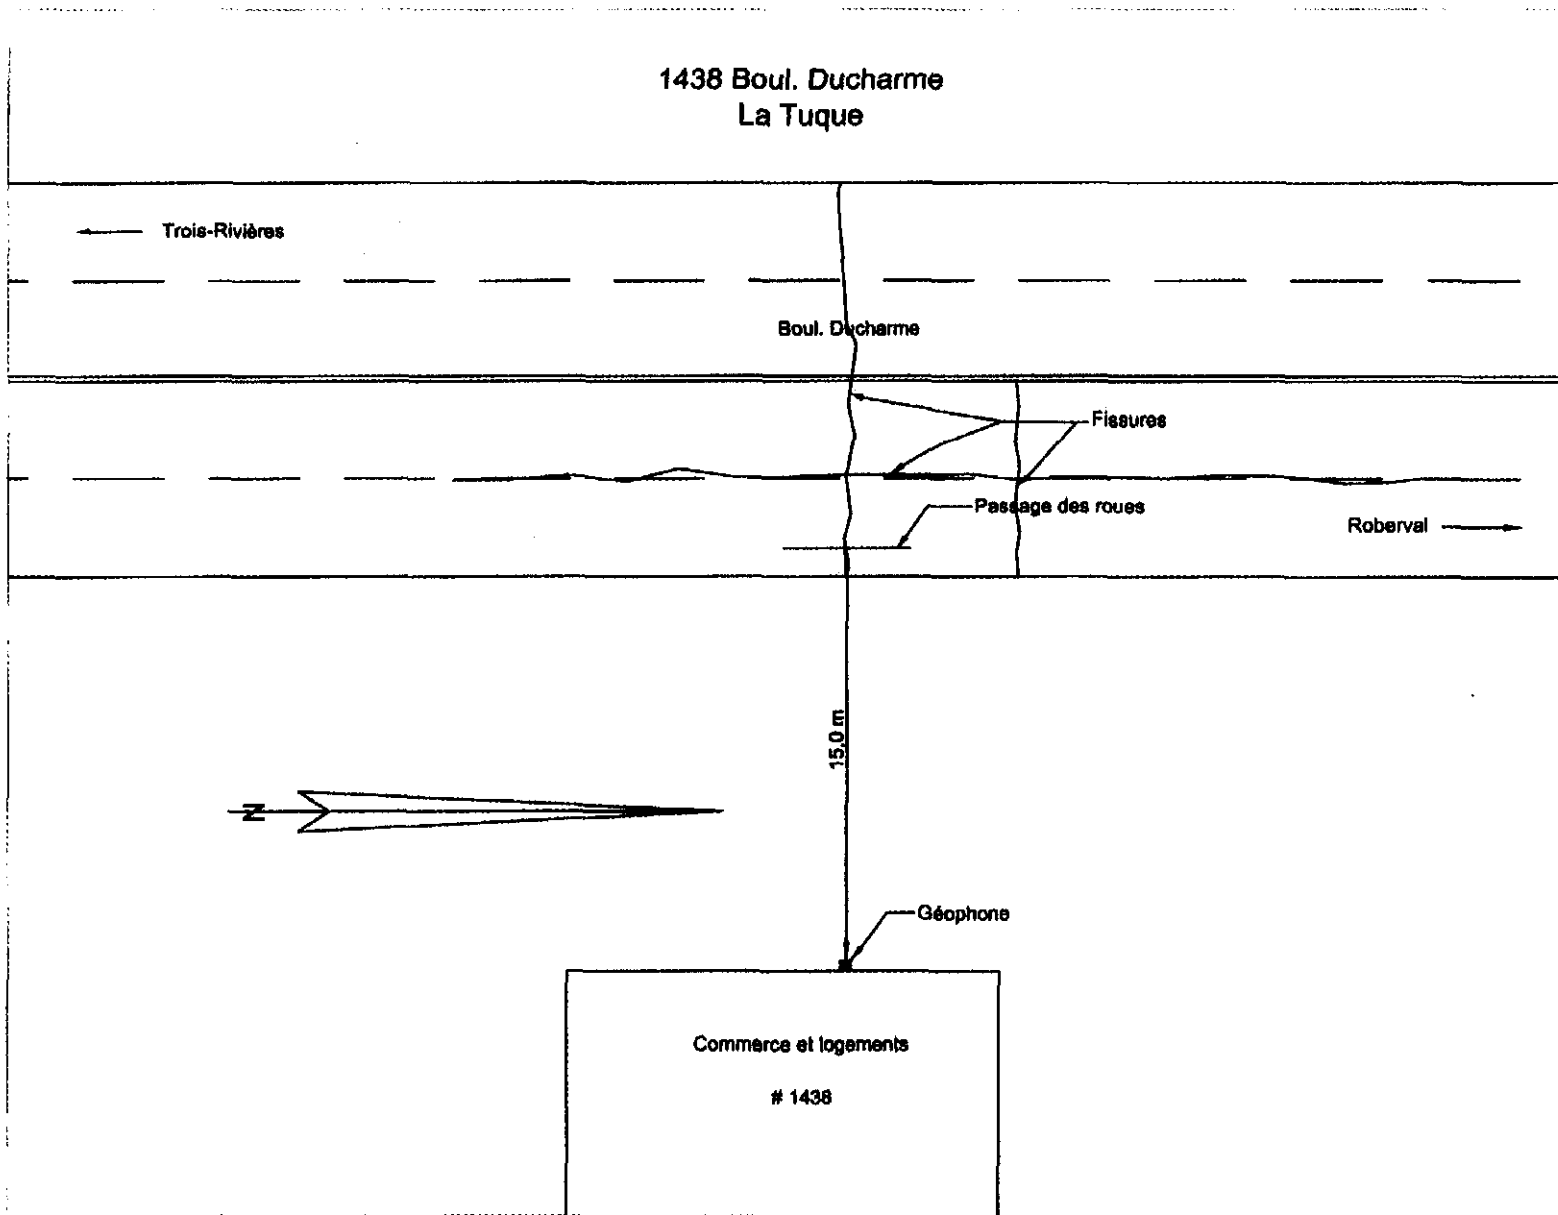 1438 Boul. Ducharme
La Tuque
Trois-Rivières
Boul. Ducharme
Fissures
Passage des roues
Roberval
15,0 m
N
Géophone
Commerce et logements
# 1438